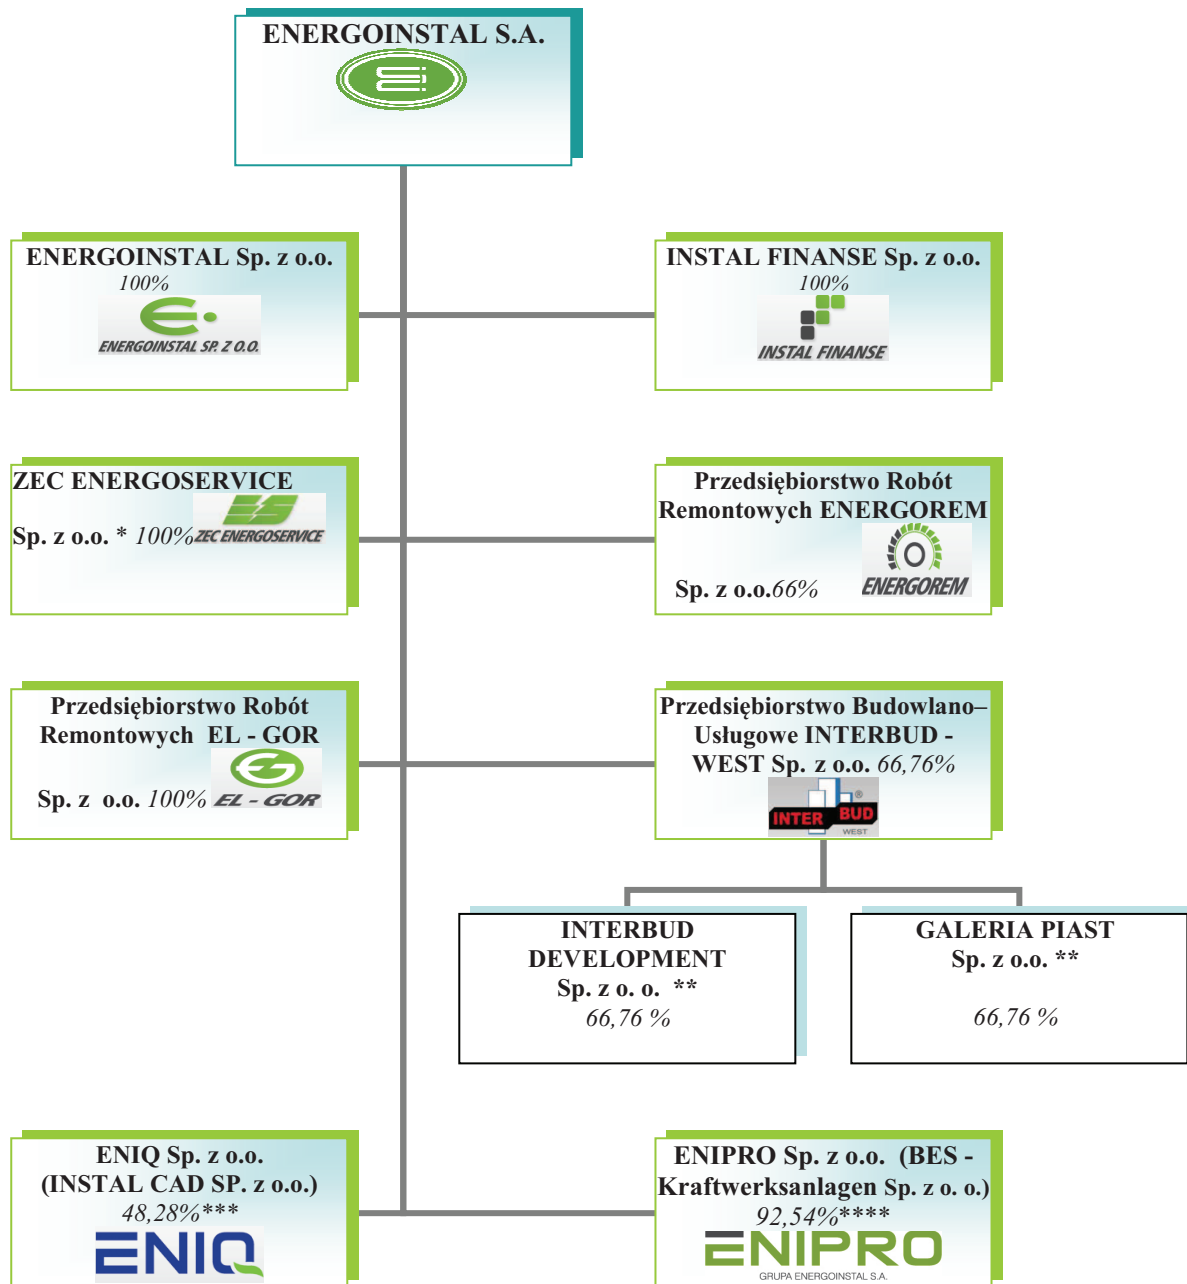 ENERGOINSTAL S.A.
ENERGOINSTAL Sp. z o.o.
100%
ENERGOINSTAL SP. Z O.O.
INSTAL FINANSE Sp. z o.o.
100%
INSTAL FINANSE
ZEC ENERGOSERVICE
Sp. z o.o. * 100%
ZEC ENERGOSERVICE
Przedsiębiorstwo Robót
Remontowych ENERGOREM
Sp. z o.o.66%
ENERGOREM
Przedsiębiorstwo Robót
Remontowych EL - GOR
Sp. z o.o. 100%
EL - GOR
Przedsiębiorstwo Budowlano–
Usługowe INTERBUD -
WEST Sp. z o.o. 66,76%
INTER BUD ®
WEST
INTERBUD
DEVELOPMENT
Sp. z o. o. **
66,76 %
GALERIA PIAST
Sp. z o.o. **
66,76 %
ENIQ Sp. z o.o.
(INSTAL CAD SP. z o.o.)
48,28%***
ENIQ
ENIPRO Sp. z o.o. (BES -
Kraftwerksanlagen Sp. z o. o.)
92,54%****
ENIPRO
GRUPA ENERGOINSTAL S.A.